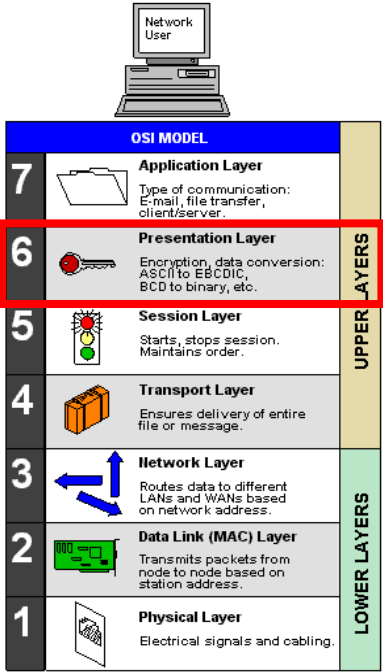 Network
User
OSI MODEL
7
Application Layer
Type of communication:
E-mail, file transfer,
client/server.
6
Presentation Layer
Encryption, data conversion:
ASCII to EBCDIC,
BCD to binary, etc.
5
Session Layer
Starts, stops session.
Maintains order.
4
Transport Layer
Ensures delivery of entire
file or message.
UPPER LAYERS
3
Network Layer
Routes data to different
LANs and WANs based
on network address.
2
Data Link (MAC) Layer
Transmits packets from
node to node based on
station address.
1
Physical Layer
Electrical signals and cabling.
LOWER LAYERS